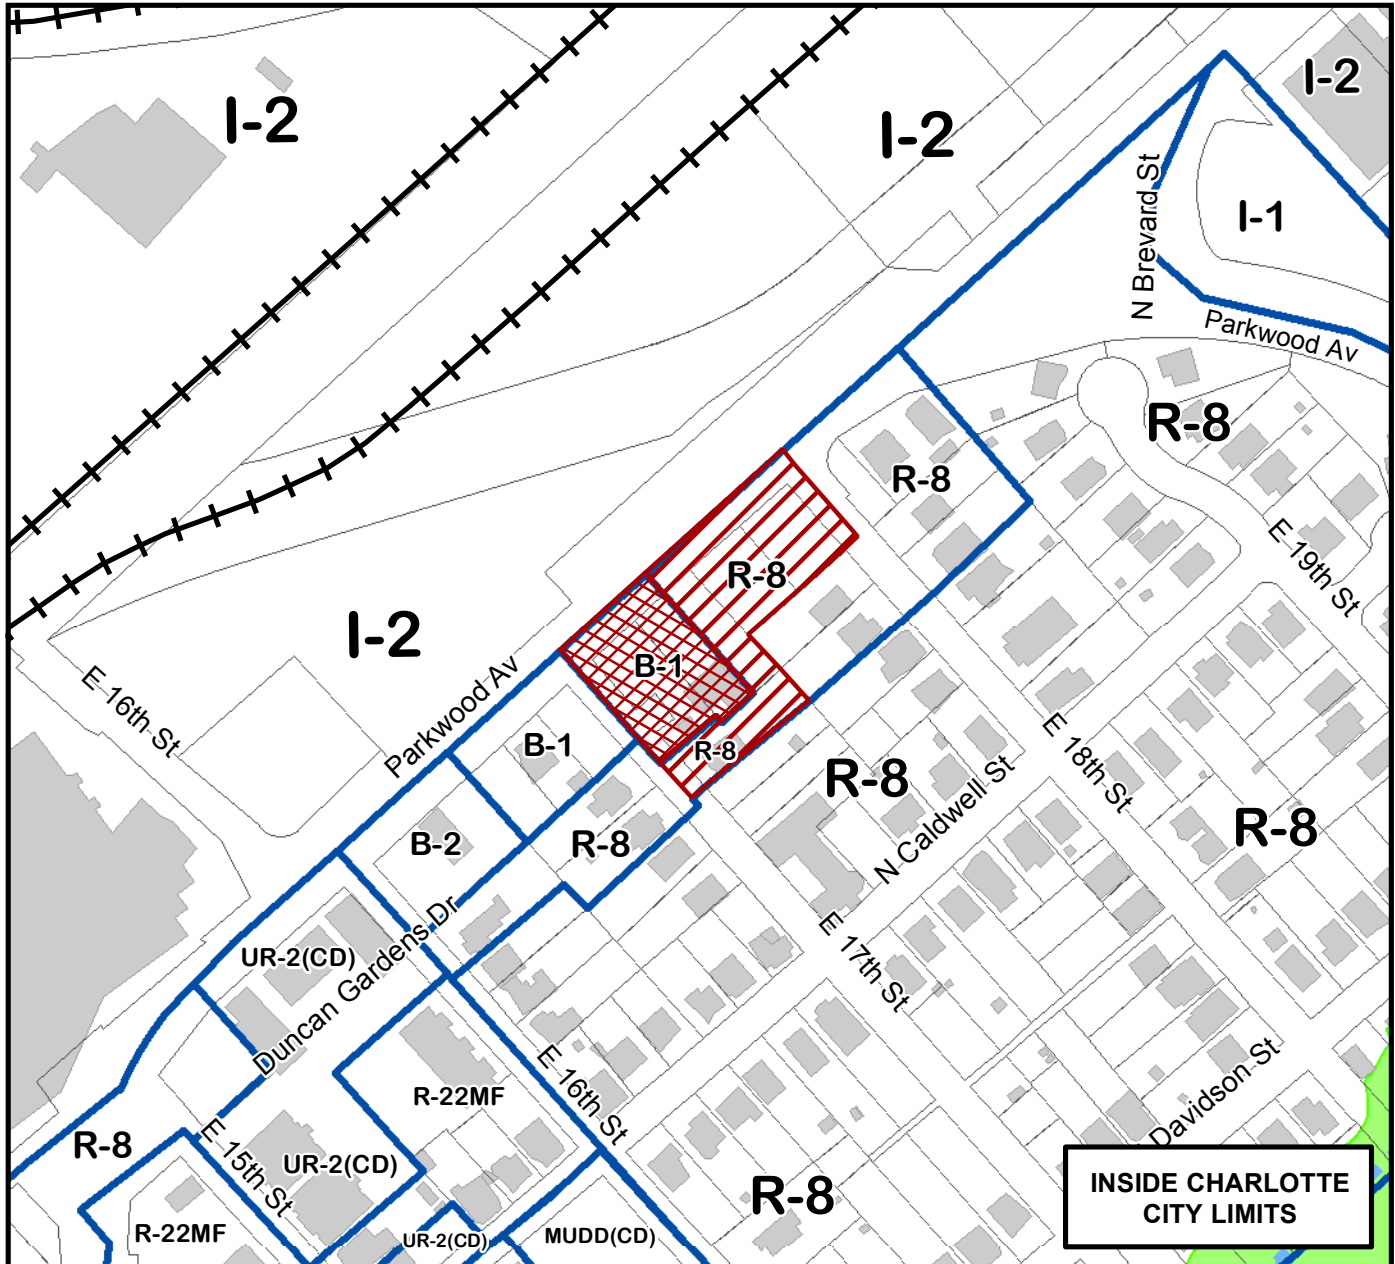 I-2
I-2
I-2
I-1
N Brevard St
Parkwood Av
R-8
R-8
E 19th St
R-8
I-2
B-1
E 16th St
Parkwood Av
B-1
R-8
E 18th St
R-8
N Caldwell St
R-8
B-2
R-8
E 17th St
UR-2(CD)
Duncan Gardens Dr
E 16th St
R-22MF
Davidson St
R-8
E 15th St
UR-2(CD)
R-8
R-22MF
UR-2(CD)
MUDD(CD)
INSIDE CHARLOTTE
CITY LIMITS